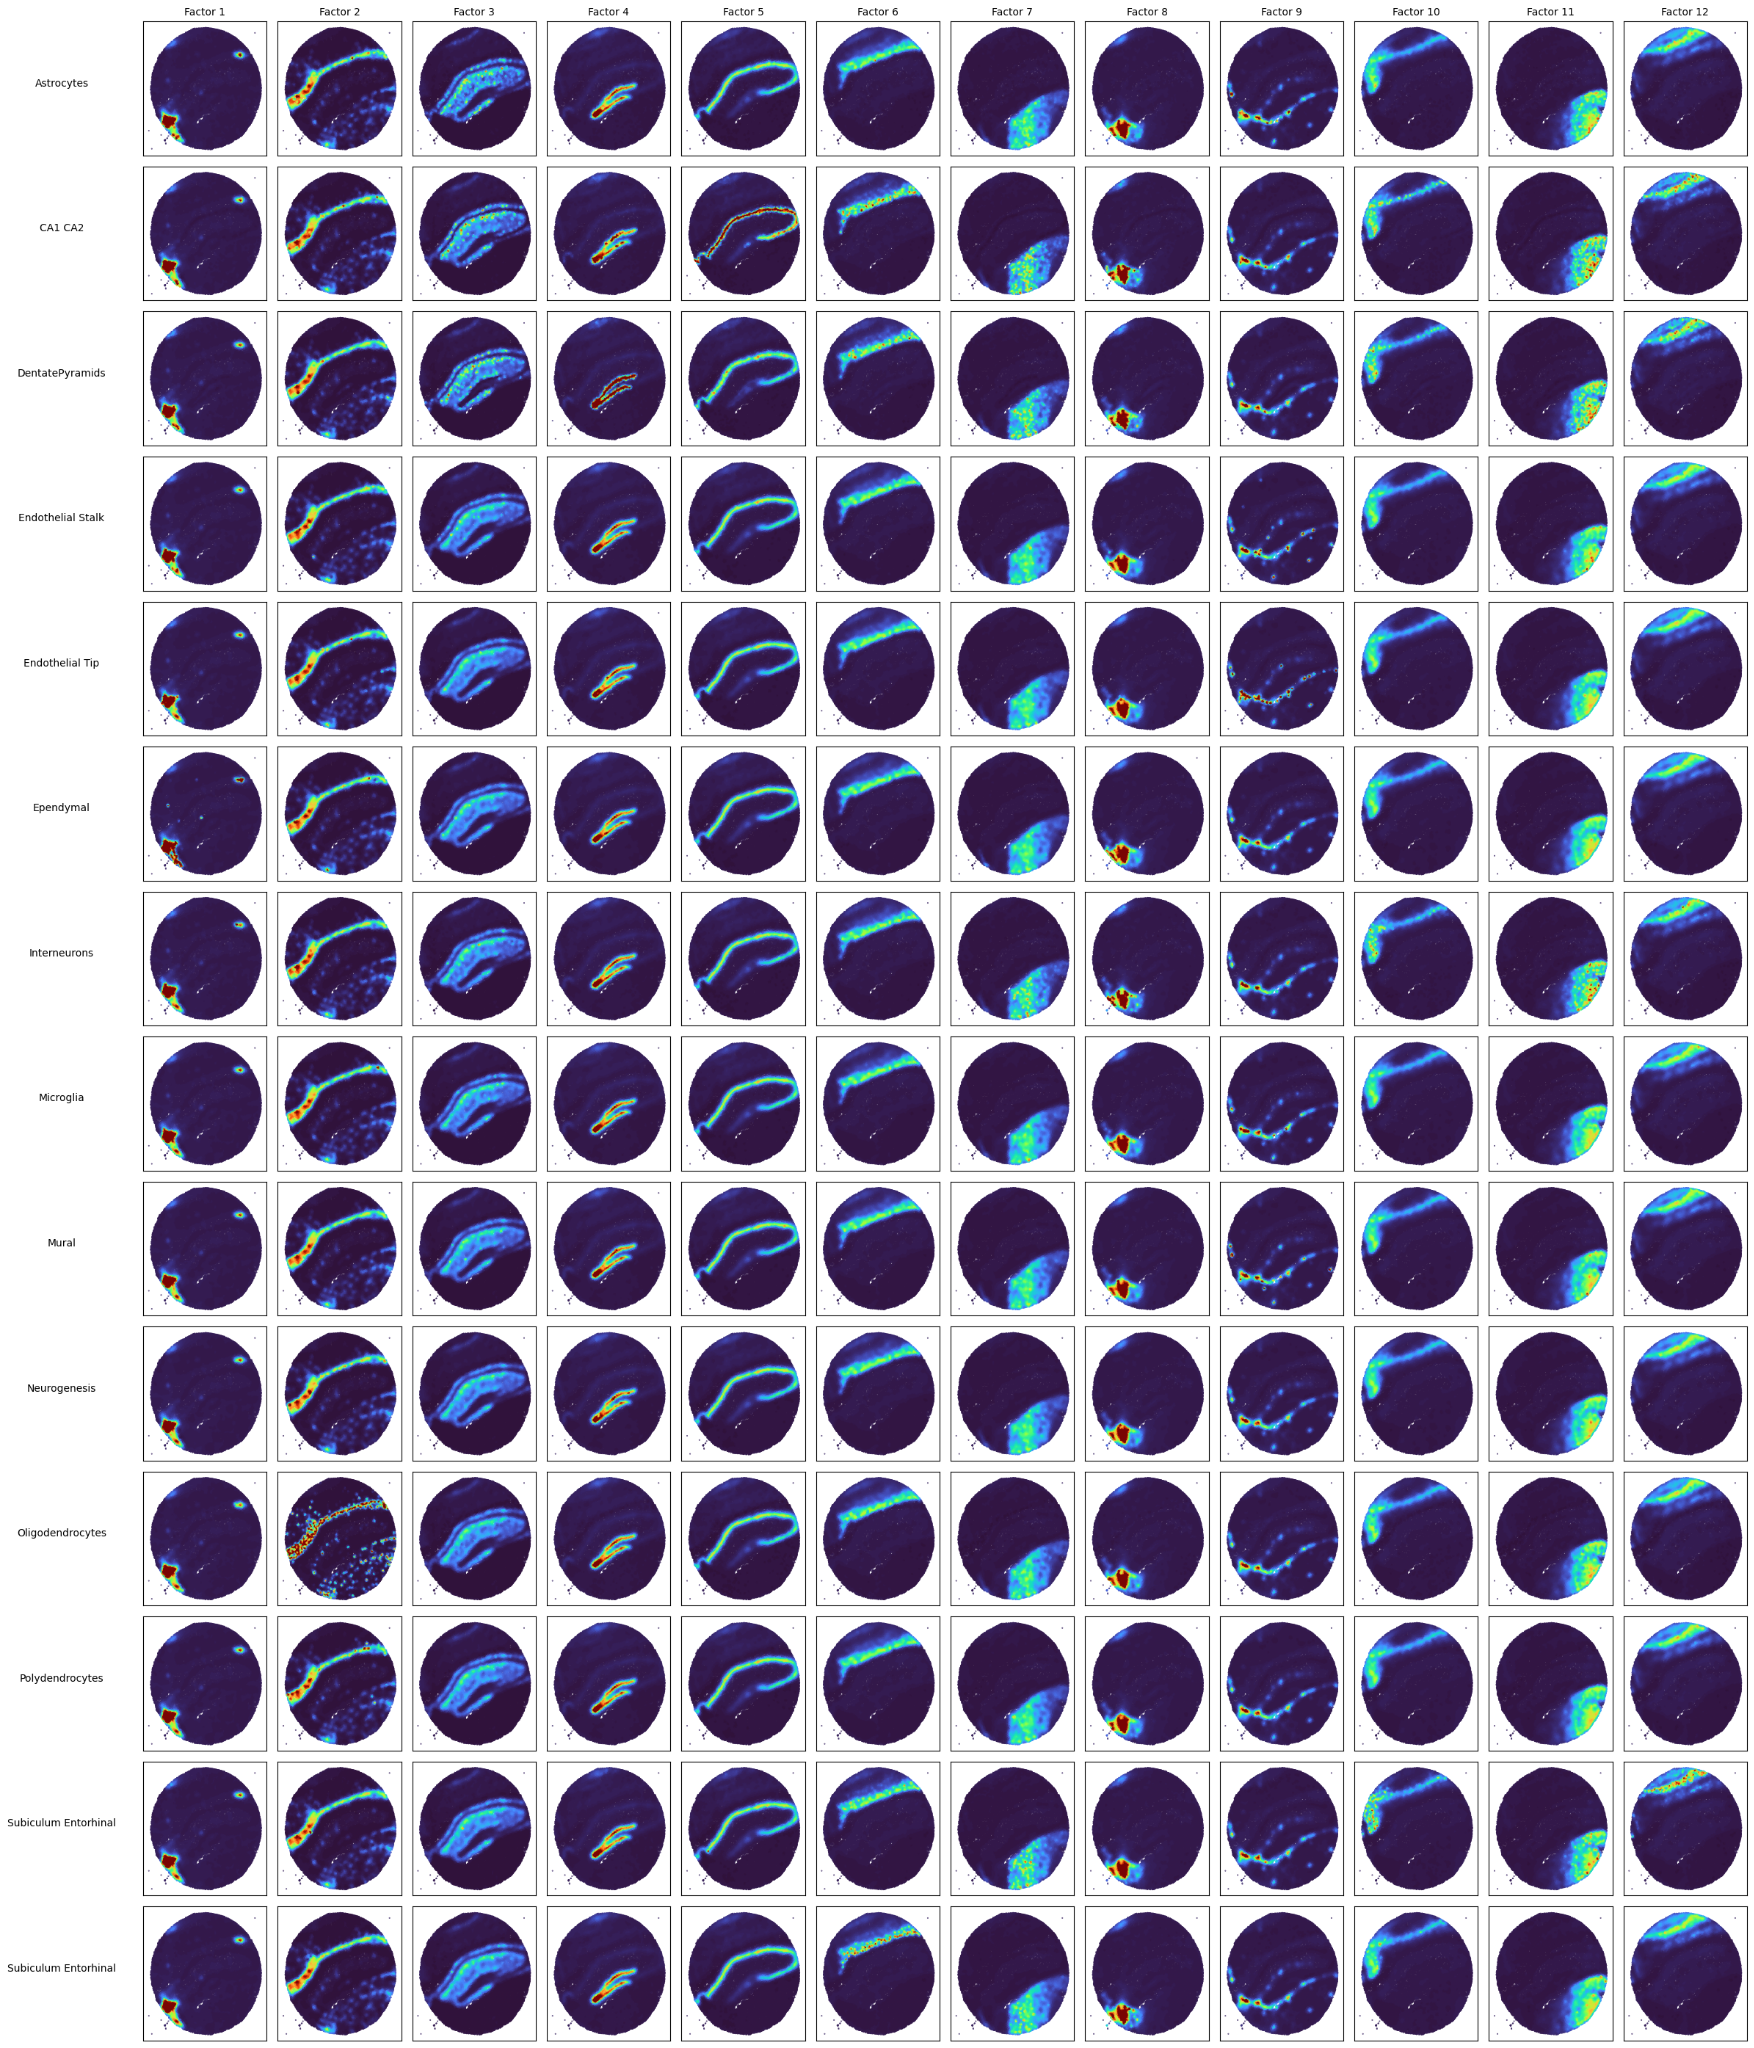 Factor 1 Factor 2 Factor 3 Factor 4 Factor 5 Factor 6 Factor 7 Factor 8 Factor 9 Factor 10 Factor 11 Factor 12
Astrocytes
CA1 CA2
DentatePyramids
Endothelial Stalk
Endothelial Tip
Ependymal
Interneurons
Microglia
Mural
Neurogenesis
Oligodendrocytes
Polydendrocytes
Subiculum Entorhinal
Subiculum Entorhinal